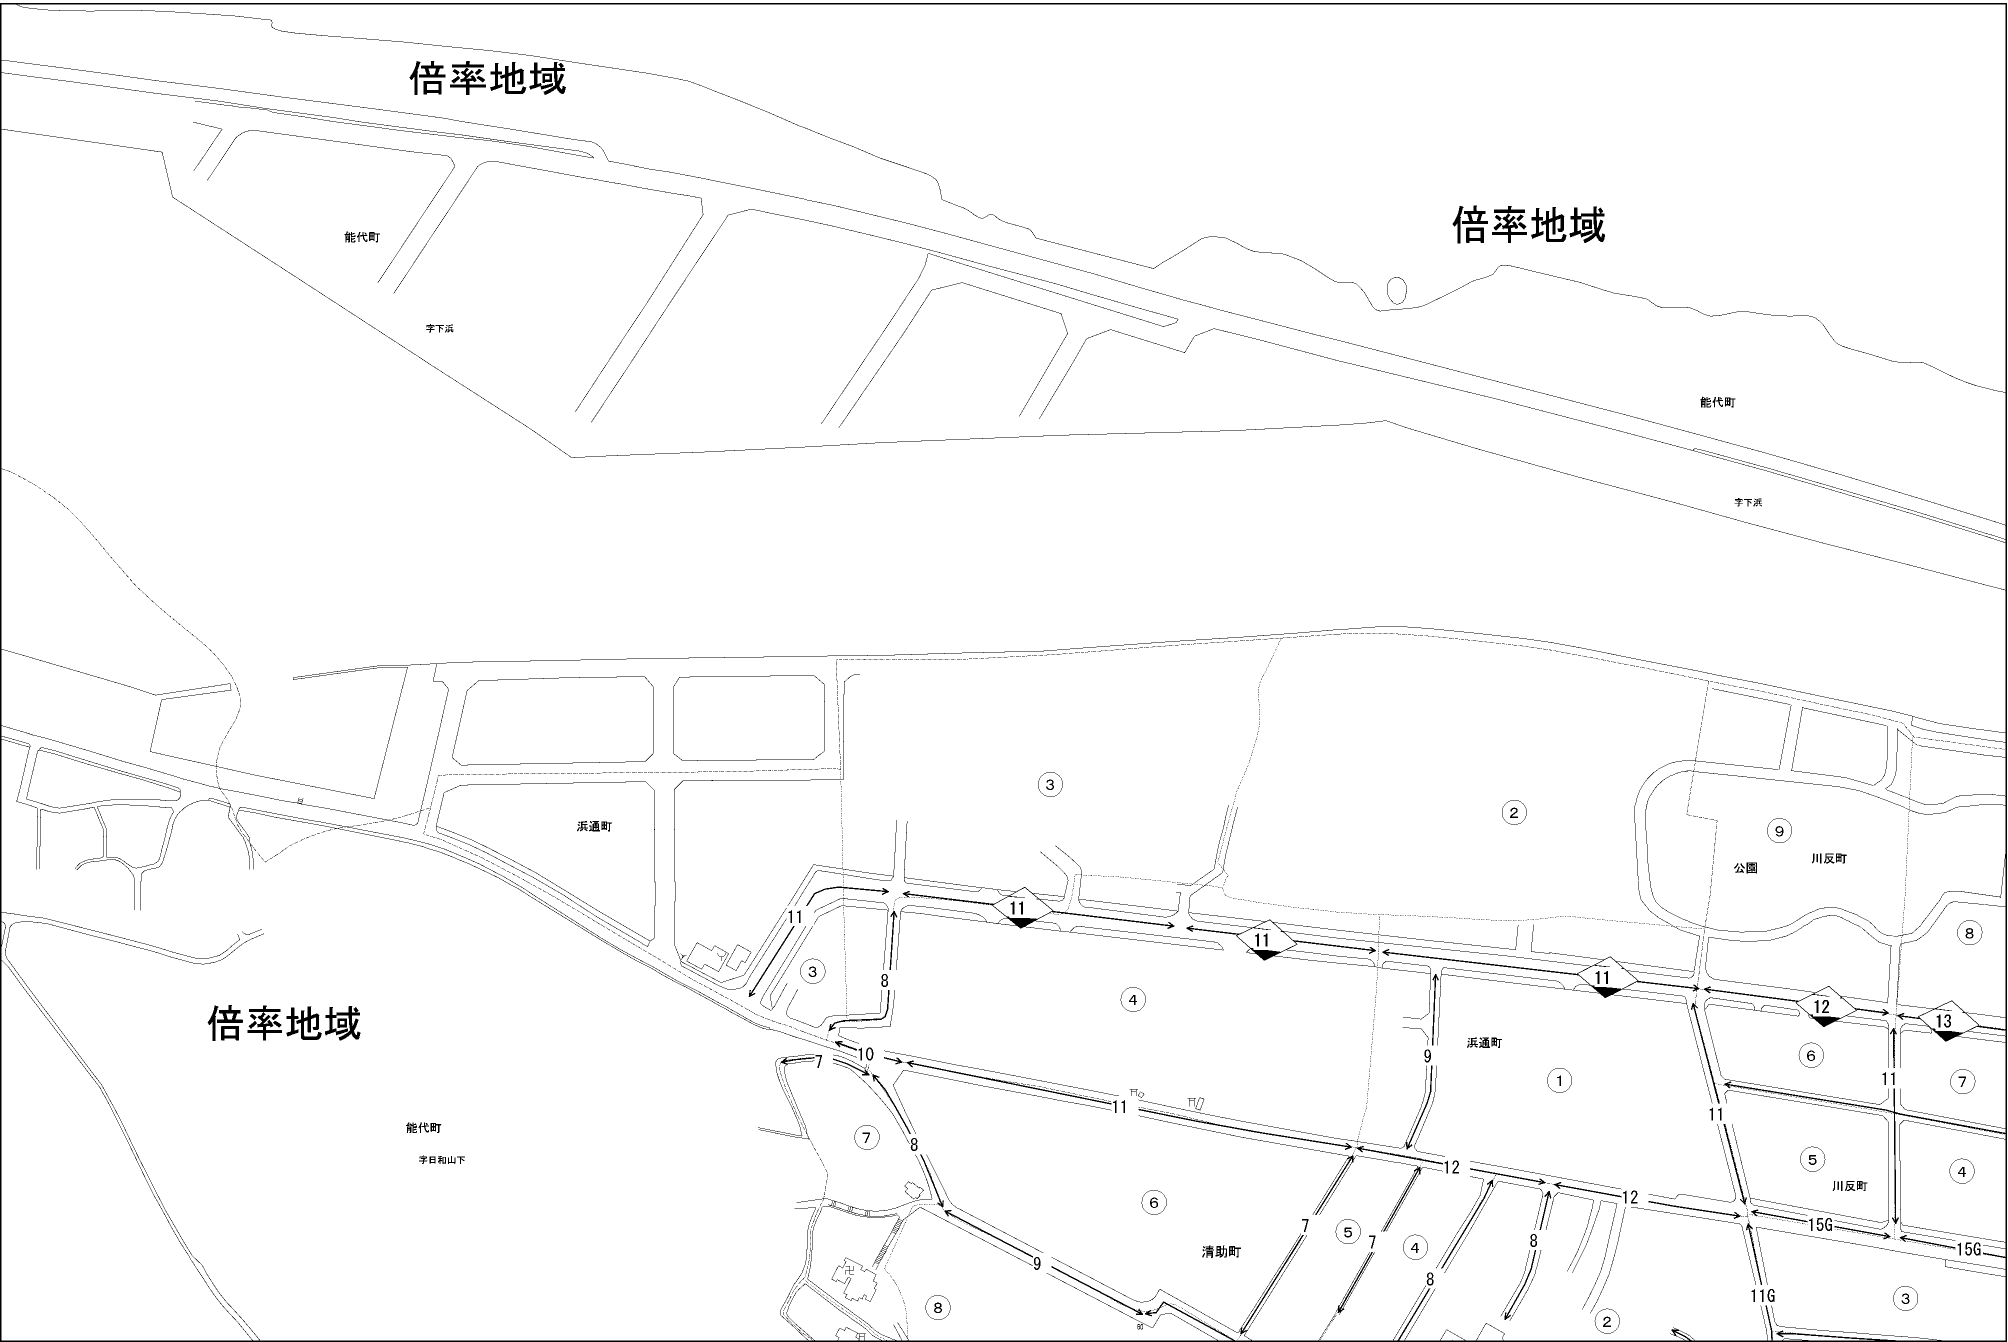 倍率地域
倍率地域
能代町
字下浜
能代町
字下浜
③
②
⑨
浜通町
川反町
公園
11
11
⑧
11
③
8
11
④
12
13
浜通町
10
7
9
⑥
倍率地域
①
11
⑦
11
11
能代町
⑦
8
字日和山下
12
⑤
④
川反町
⑥
12
7
⑤
7
④
8
15G
15G
清助町
9
8
11G
⑧
③
②